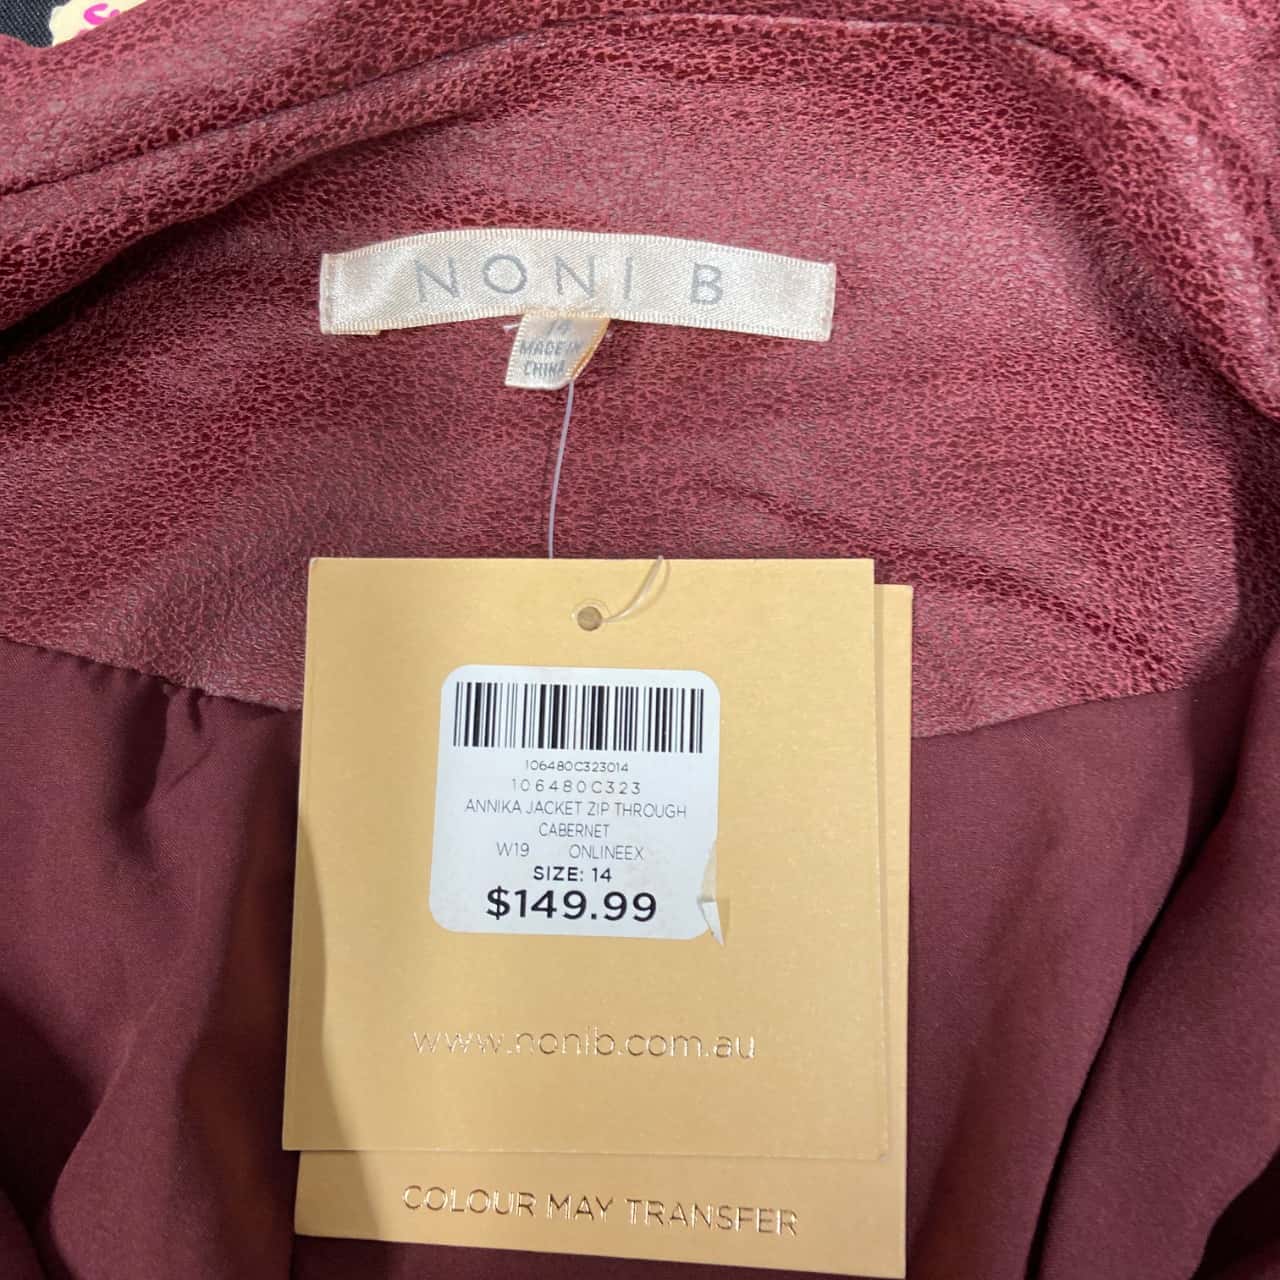 NONI B
14
MADE IN
CHINA
106480C323014
106480C323
ANNIKA JACKET ZIP THROUGH
CABERNET
W19 ONLINEEX
SIZE: 14
$149.99
www.nonib.com.au
COLOUR MAY TRANSFER